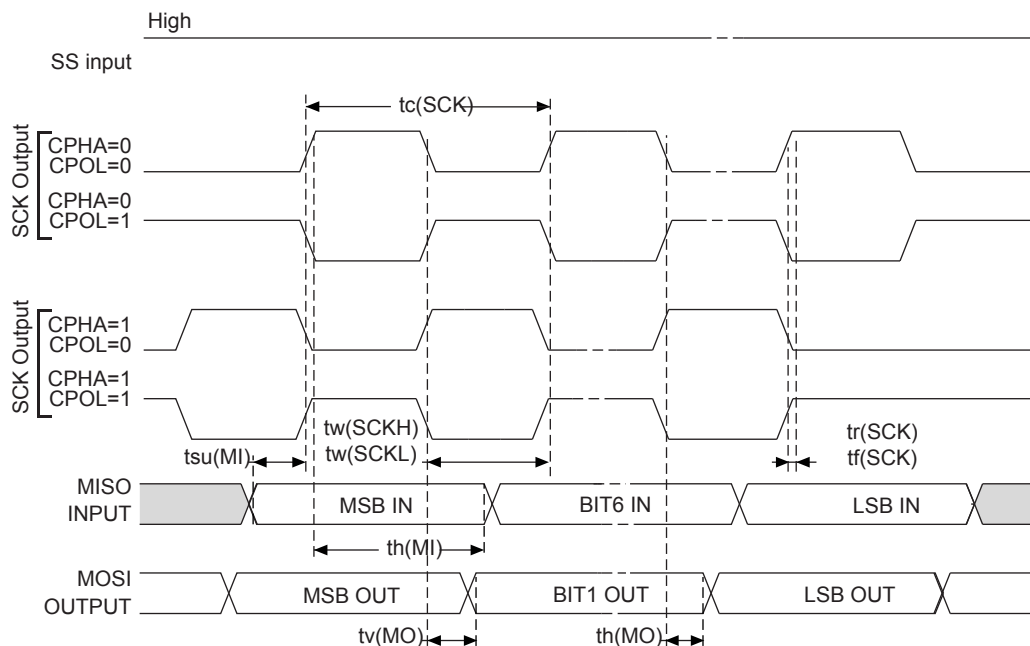 High
SS input
tc(SCK)
SCK Output
CPHA=0
CPOL=0
CPHA=0
CPOL=1
SCK Output
CPHA=1
CPOL=0
CPHA=1
CPOL=1
tw(SCKH)
tw(SCKL)
tr(SCK)
tf(SCK)
tsu(MI)
MISO
INPUT
MSB IN
BIT6 IN
LSB IN
th(MI)
MOSI
OUTPUT
MSB OUT
BIT1 OUT
LSB OUT
tv(MO)
th(MO)